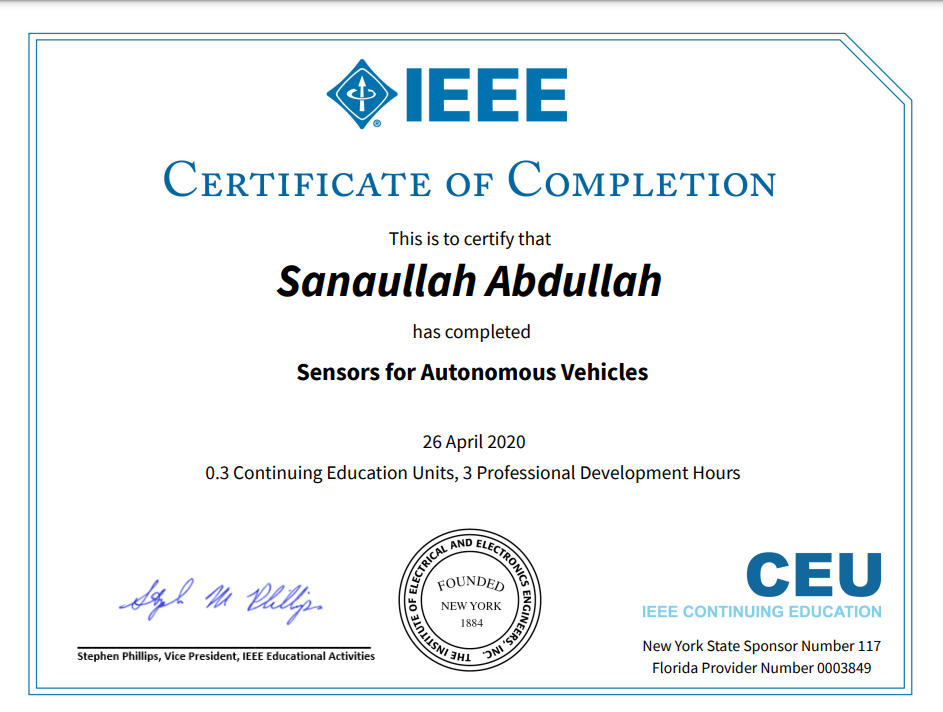 IEEE
CERTIFICATE OF COMPLETION
This is to certify that
Sanaullah Abdullah
has completed
Sensors for Autonomous Vehicles
26 April 2020
0.3 Continuing Education Units, 3 Professional Development Hours
Steph M Phillips
Stephen Phillips, Vice President, IEEE Educational Activities
THE INSTITUTE OF ELECTRICAL AND ELECTRONICS ENGINEERS, INC.
FOUNDED
NEW YORK
1884
CEU
IEEE CONTINUING EDUCATION
New York State Sponsor Number 117
Florida Provider Number 0003849